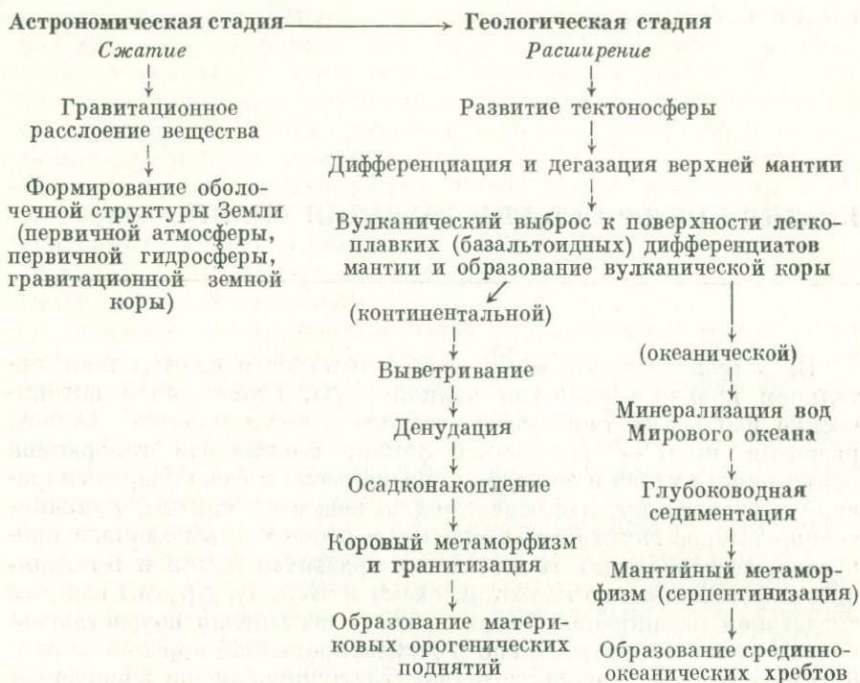 Астрономическая стадия → Геологическая стадия
Сжатие
Расширение
Гравитационное
расслоение вещества
Формирование оболо-
чечной структуры Земли
(первичной атмосферы,
первичной гидросферы,
гравитационной земной
коры)
Развитие тектоносферы
Дифференциация и дегазация верхней мантии
Вулканический выброс к поверхности легко-
плавких (базальтоидных) дифференциатов
мантии и образование вулканической коры
(континентальной)
Выветривание
Денудация
Осадконакопление
Коровый метаморфизм
и гранитизация
Образование матери-
ковых орогенических
поднятий
(океанической)
Минерализация вод
Мирового океана
Глубоководная
седиментация
Мантийный метамор-
физм (серпентинизация)
Образование срединно-
океанических хребтов